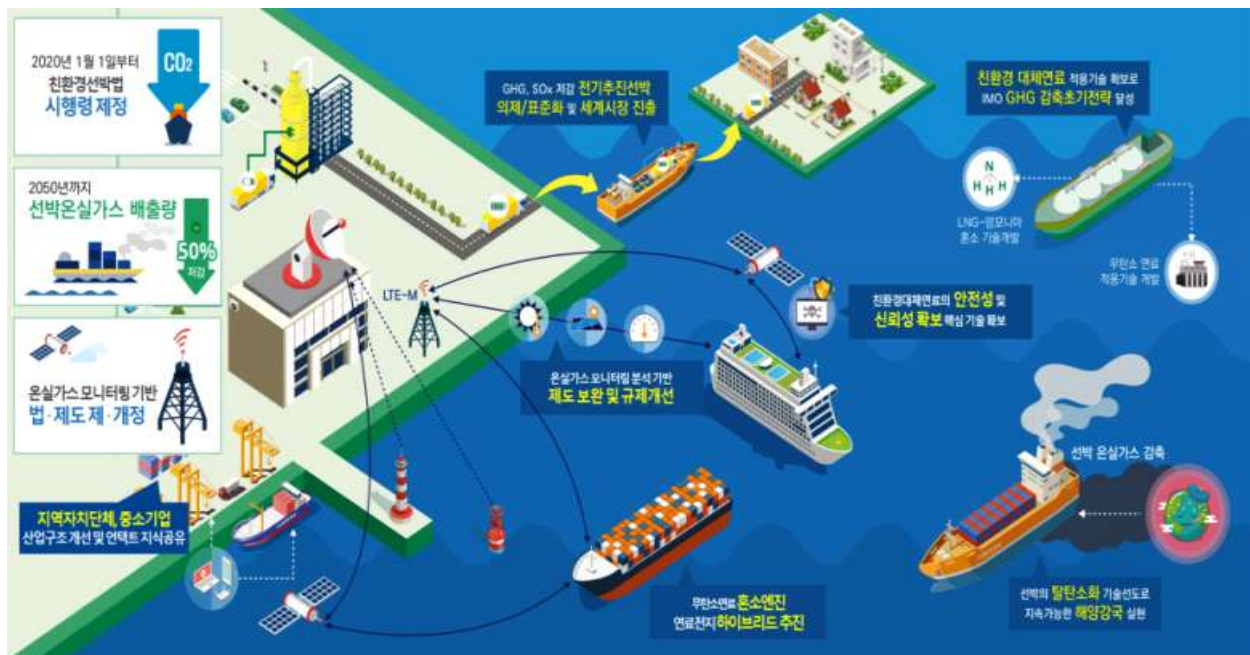 2020년 1월 1일부터
친환경선박법
시행령 제정
CO2
2050년까지
선박온실가스 배출량
50%
저감
온실가스 모니터링 기반
법·제도 제·개정
지역자치단체, 중소기업
산업구조 개선 및 언택트 지식공유
GHG, SOx 저감 전기추진선박
의제/표준화 및 세계시장 진출
친환경 대체연료 적용기술 확보로
IMO GHG 감축초기전략 달성
N
H H H
LNG-암모니아
혼소 기술개발
무탄소 연료
적용기술 개발
LTE-M
친환경대체연료의 안전성 및
신뢰성 확보 핵심 기술 확보
온실가스 모니터링 분석 기반
제도 보완 및 규제개선
선박 온실가스 감축
무탄소연료 혼소엔진
연료전지 하이브리드 추진
선박의 탈탄소화 기술선도로
지속가능한 해양강국 실현